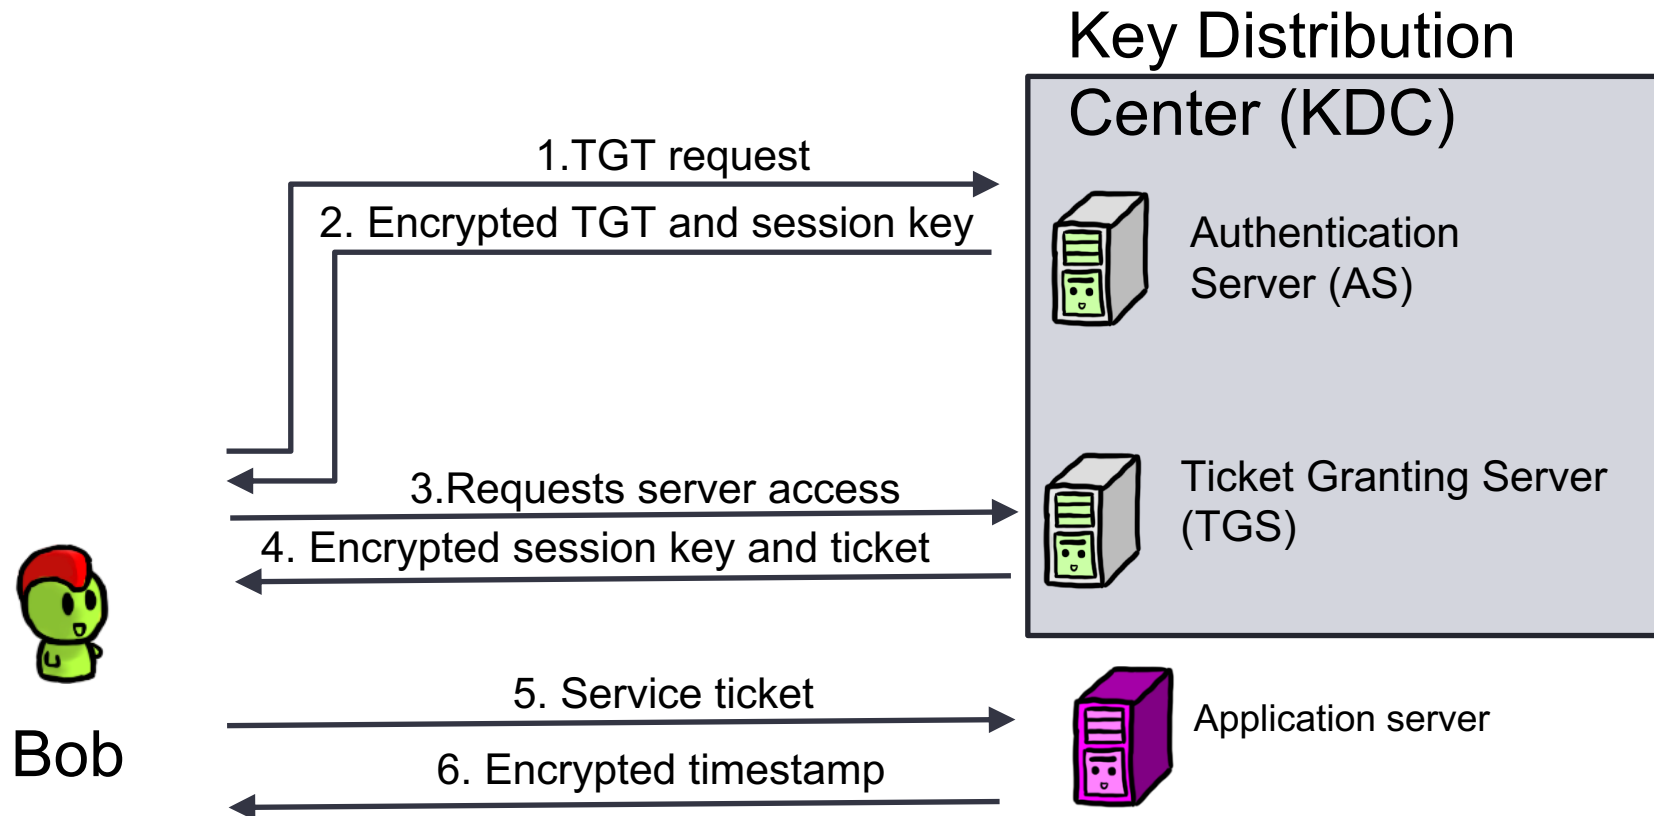 Key Distribution
Center (KDC)
1.TGT request
2. Encrypted TGT and session key
Authentication
Server (AS)
3.Requests server access
4. Encrypted session key and ticket
Ticket Granting Server
(TGS)
5. Service ticket
6. Encrypted timestamp
Application server
Bob